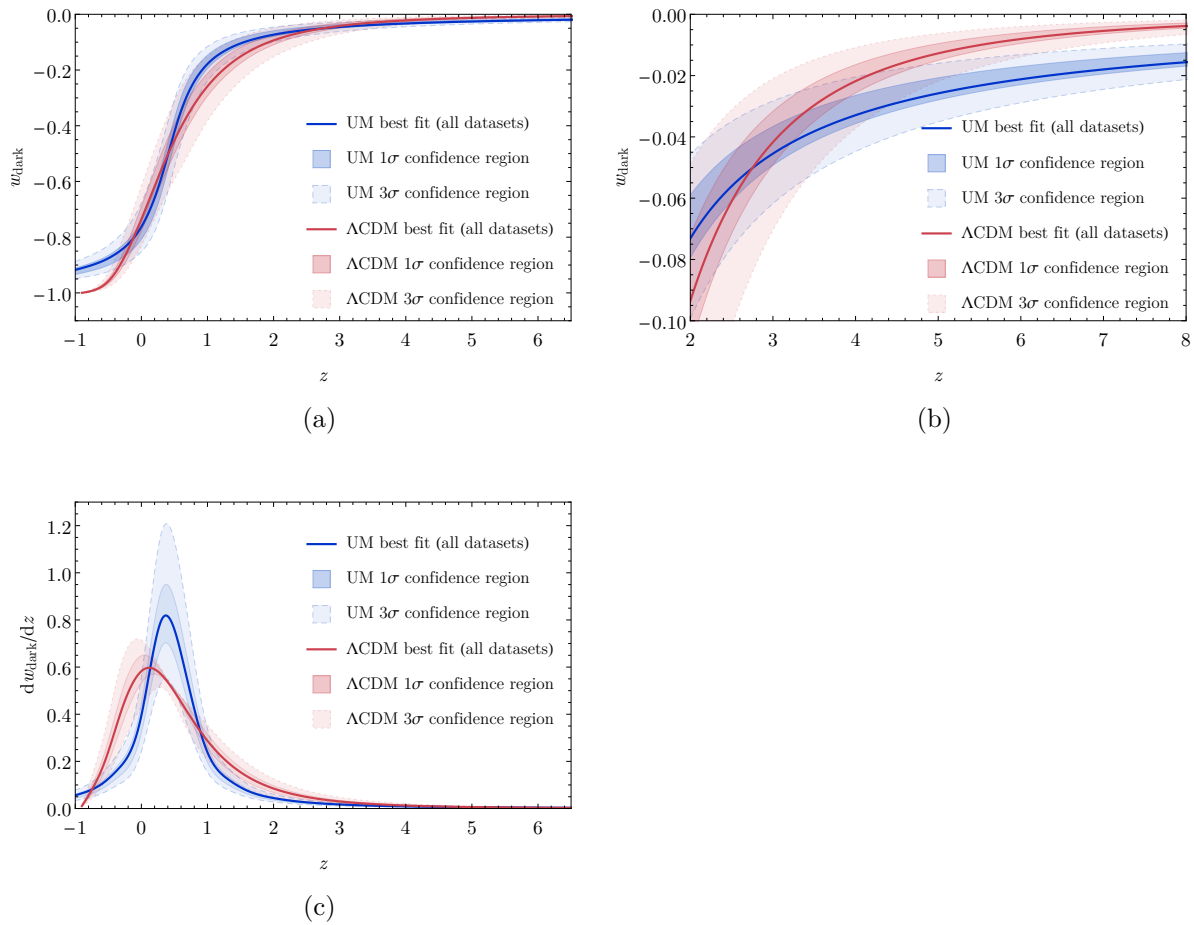 0.0
−0.2
−0.4
−0.6
−0.8
−1.0
w_dark
−1 0 1 2 3 4 5 6
z
UM best fit (all datasets)
UM 1σ confidence region
UM 3σ confidence region
ΛCDM best fit (all datasets)
ΛCDM 1σ confidence region
ΛCDM 3σ confidence region
(a)
0.00
−0.02
−0.04
−0.06
−0.08
−0.10
w_dark
2 3 4 5 6 7 8
z
UM best fit (all datasets)
UM 1σ confidence region
UM 3σ confidence region
ΛCDM best fit (all datasets)
ΛCDM 1σ confidence region
ΛCDM 3σ confidence region
(b)
1.2
1.0
0.8
0.6
0.4
0.2
0.0
dw_dark/dz
−1 0 1 2 3 4 5 6
z
UM best fit (all datasets)
UM 1σ confidence region
UM 3σ confidence region
ΛCDM best fit (all datasets)
ΛCDM 1σ confidence region
ΛCDM 3σ confidence region
(c)